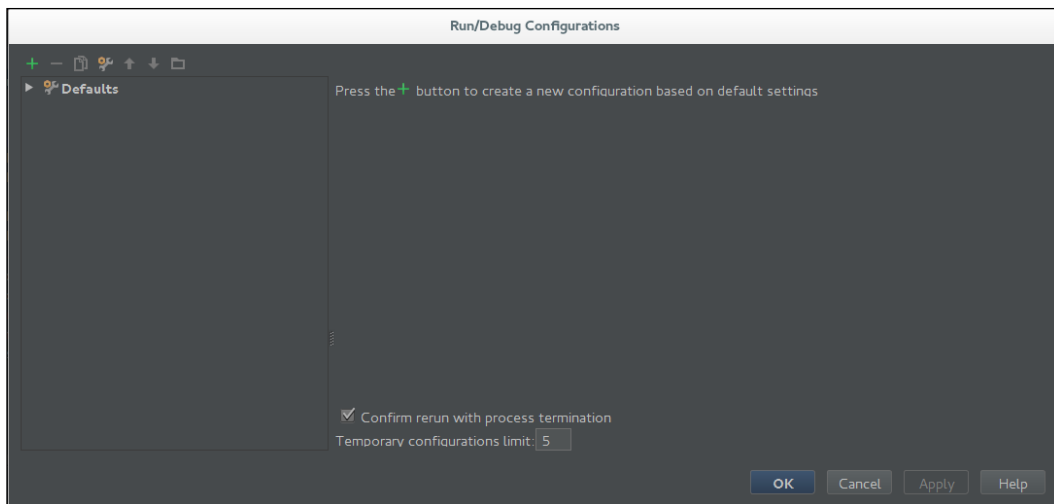 Run/Debug Configurations
Defaults
Press the + button to create a new configuration based on default settings
Confirm rerun with process termination
Temporary configurations limit: 5
OK Cancel Apply Help